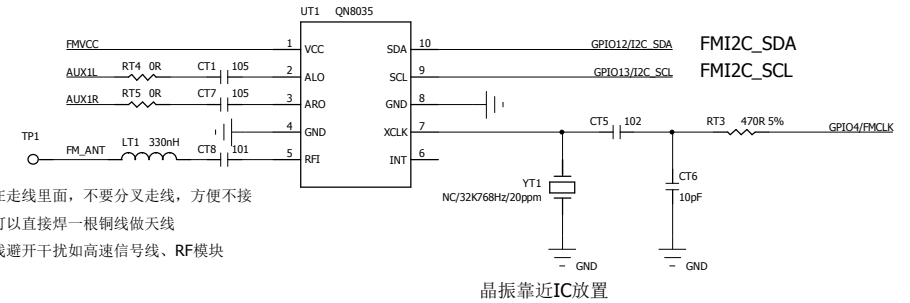 UT1 QN8035
FMVCC 1 VCC SDA 10 GPIO12/I2C_SDA FMI2C_SDA
AUX1L RT4 0R CT1 105 2 ALO SCL 9 GPIO13/I2C_SCL FMI2C_SCL
AUX1R RT5 0R CT7 105 3 ARO GND 8
4 GND XCLK 7 CT5 102 RT3 470R 5% GPIO4/FMCLK
TP1 FM_ANT LT1 330nH CT8 101 5 RFI INT 6
YT1
NC/32K768Hz/20ppm
CT6
10pF
走线里面，不要分叉走线，方便不接
可以直接焊一根铜线做天线
线避开干扰如高速信号线、RF模块
GND
GND
晶振靠近IC放置